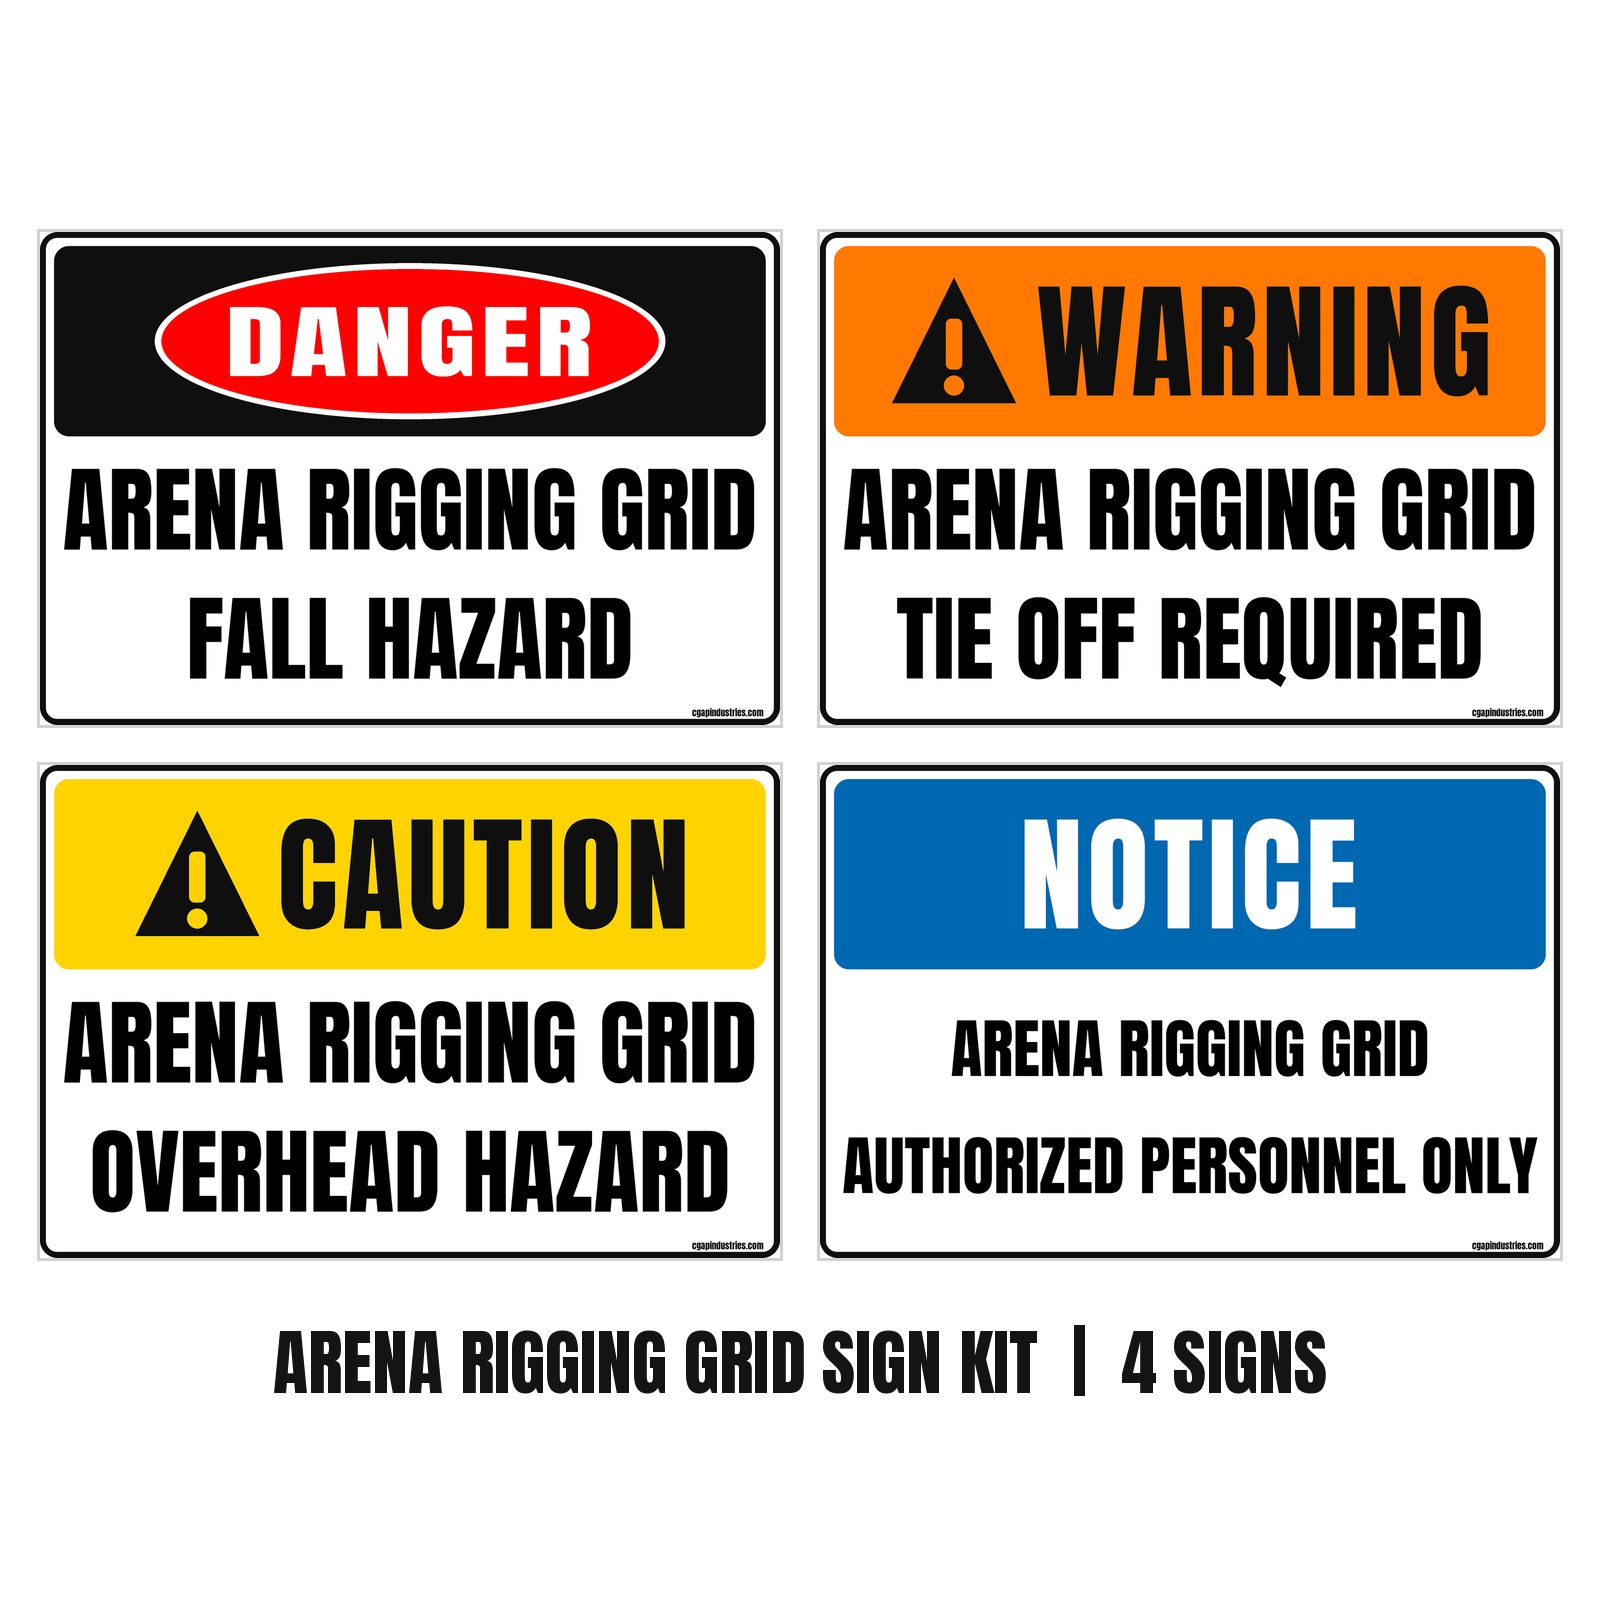 DANGER
ARENA RIGGING GRID
FALL HAZARD
cgapindustries.com
WARNING
ARENA RIGGING GRID
TIE OFF REQUIRED
cgapindustries.com
CAUTION
ARENA RIGGING GRID
OVERHEAD HAZARD
cgapindustries.com
NOTICE
ARENA RIGGING GRID
AUTHORIZED PERSONNEL ONLY
cgapindustries.com
ARENA RIGGING GRID SIGN KIT | 4 SIGNS